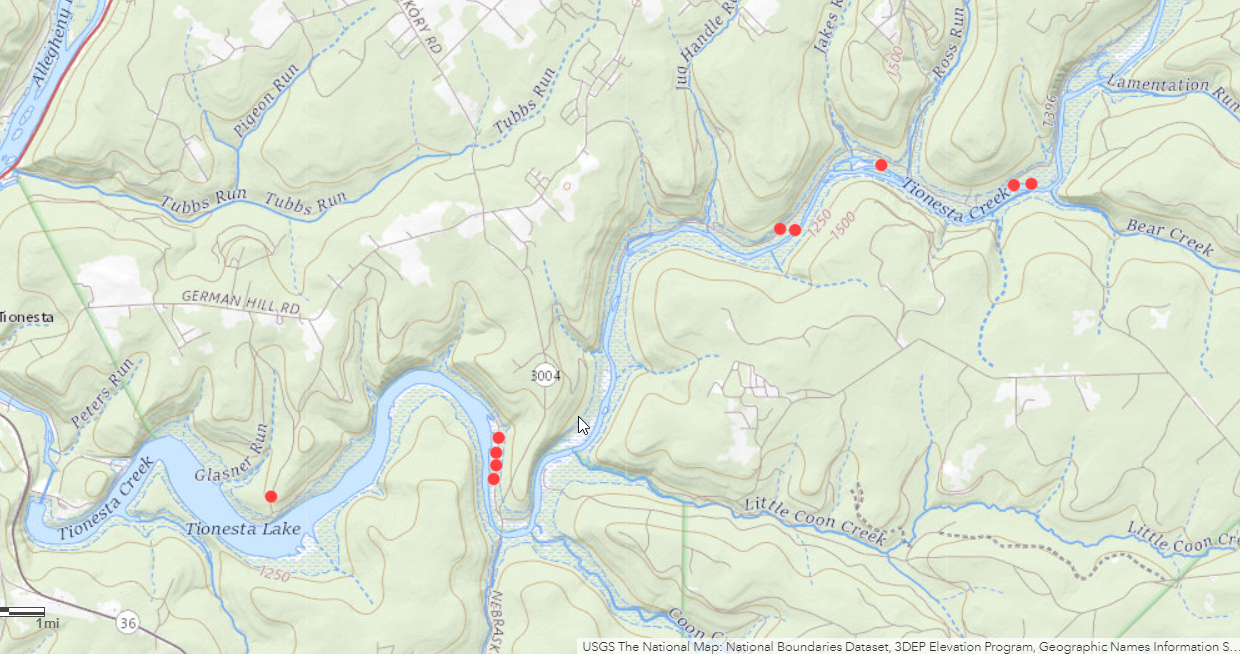 Allegheny
KORY RD
Jug Handle Ru
Jakes R
Ross Run
1500
Lamentation Run
Pigeon Run
Tubbs Run
1396
Tubbs Run
Tubbs Run
Tionesta Creek
1250
1500
Bear Creek
GERMAN HILL RD
Tionesta
3004
Peters Run
Glasner Run
Tionesta Creek
Tionesta Lake
Little Coon Creek
Little Coon Cre
1250
NEBRASK
Coon C
36
1mi
USGS The National Map: National Boundaries Dataset, 3DEP Elevation Program, Geographic Names Information S...